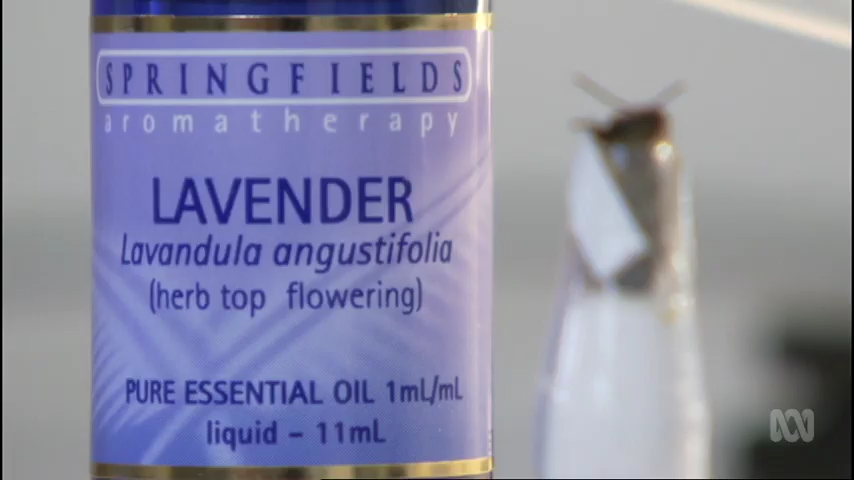 SPRINGFIELDS
aromatherapy
LAVENDER
Lavandula angustifolia
(herb top flowering)
PURE ESSENTIAL OIL 1mL/mL
liquid – 11mL